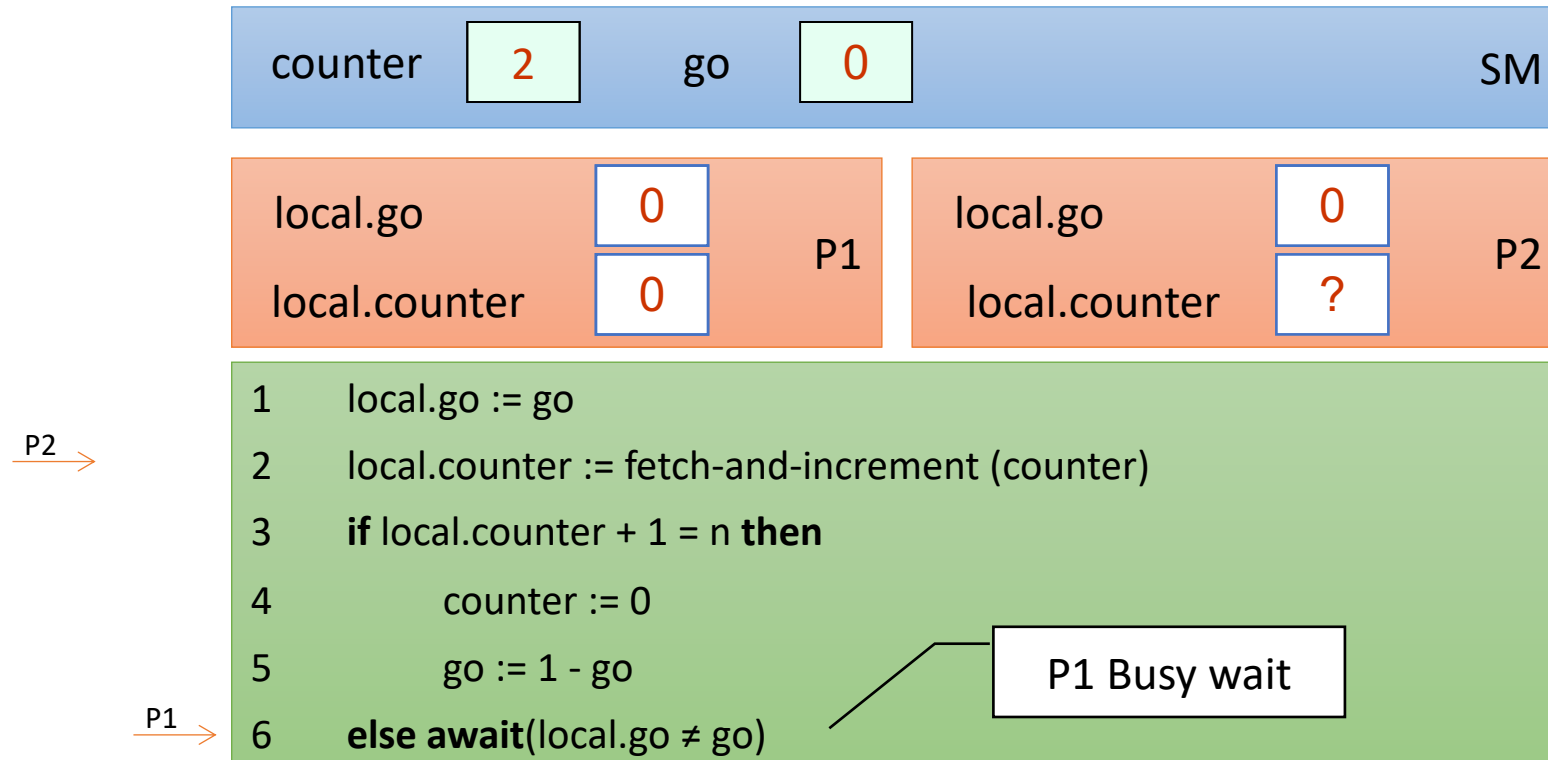 counter 2 go 0 SM
local.go 0 P1 local.go 0 P2
local.counter 0 local.counter ?
1 local.go := go
P2
2 local.counter := fetch-and-increment (counter)
3 if local.counter + 1 = n then
4 counter := 0
5 go := 1 - go
P1 Busy wait
P1
6 else await(local.go ≠ go)